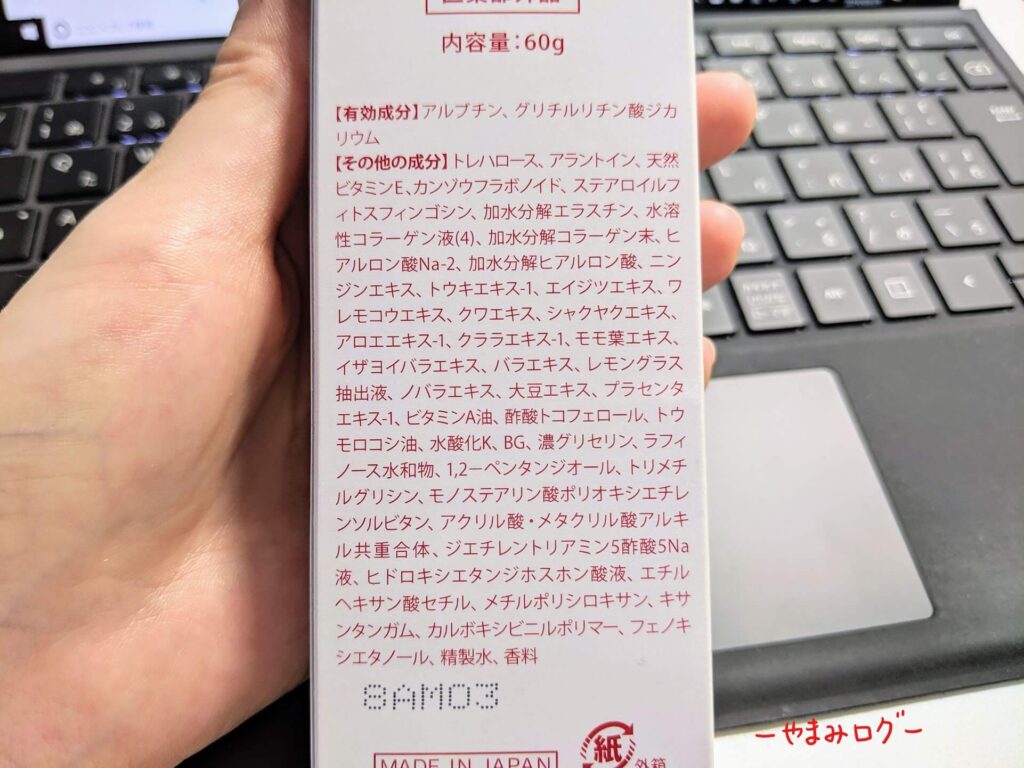 内容量：60g
【有効成分】アルブチン、グリチルリチン酸ジカ
リウム
【その他の成分】トレハロース、アラントイン、天然
ビタミンE、カンゾウフラボノイド、ステアロイルフ
ィトスフィンゴシン、加水分解エラスチン、水溶
性コラーゲン液(4)、加水分解コラーゲン末、ヒ
アルロン酸Na-2、加水分解ヒアルロン酸、ニン
ジンエキス、トウキエキス-1、エイジツエキス、ワ
レモコウエキス、クワエキス、シャクヤクエキス、
アロエエキス-1、クララエキス-1、モモ葉エキス、
イザヨイバラエキス、バラエキス、レモングラス
抽出液、ノバラエキス、大豆エキス、プラセンタ
エキス-1、ビタミンA油、酢酸トコフェロール、トウ
モロコシ油、水酸化K、BG、濃グリセリン、ラフィ
ノース水和物、1,2－ペンタンジオール、トリメチ
ルグリシン、モノステアリン酸ポリオキシエチレ
ンソルビタン、アクリル酸・メタクリル酸アルキ
ル共重合体、ジエチレントリアミン5酢酸5Na
液、ヒドロキシエタンジホスホン酸液、エチル
ヘキサン酸セチル、メチルポリシロキサン、キサ
ンタンガム、カルボキシビニルポリマー、フェノキ
シエタノール、精製水、香料
8AM03
MADE IN JAPAN
紙
外箱
ーやまみログー